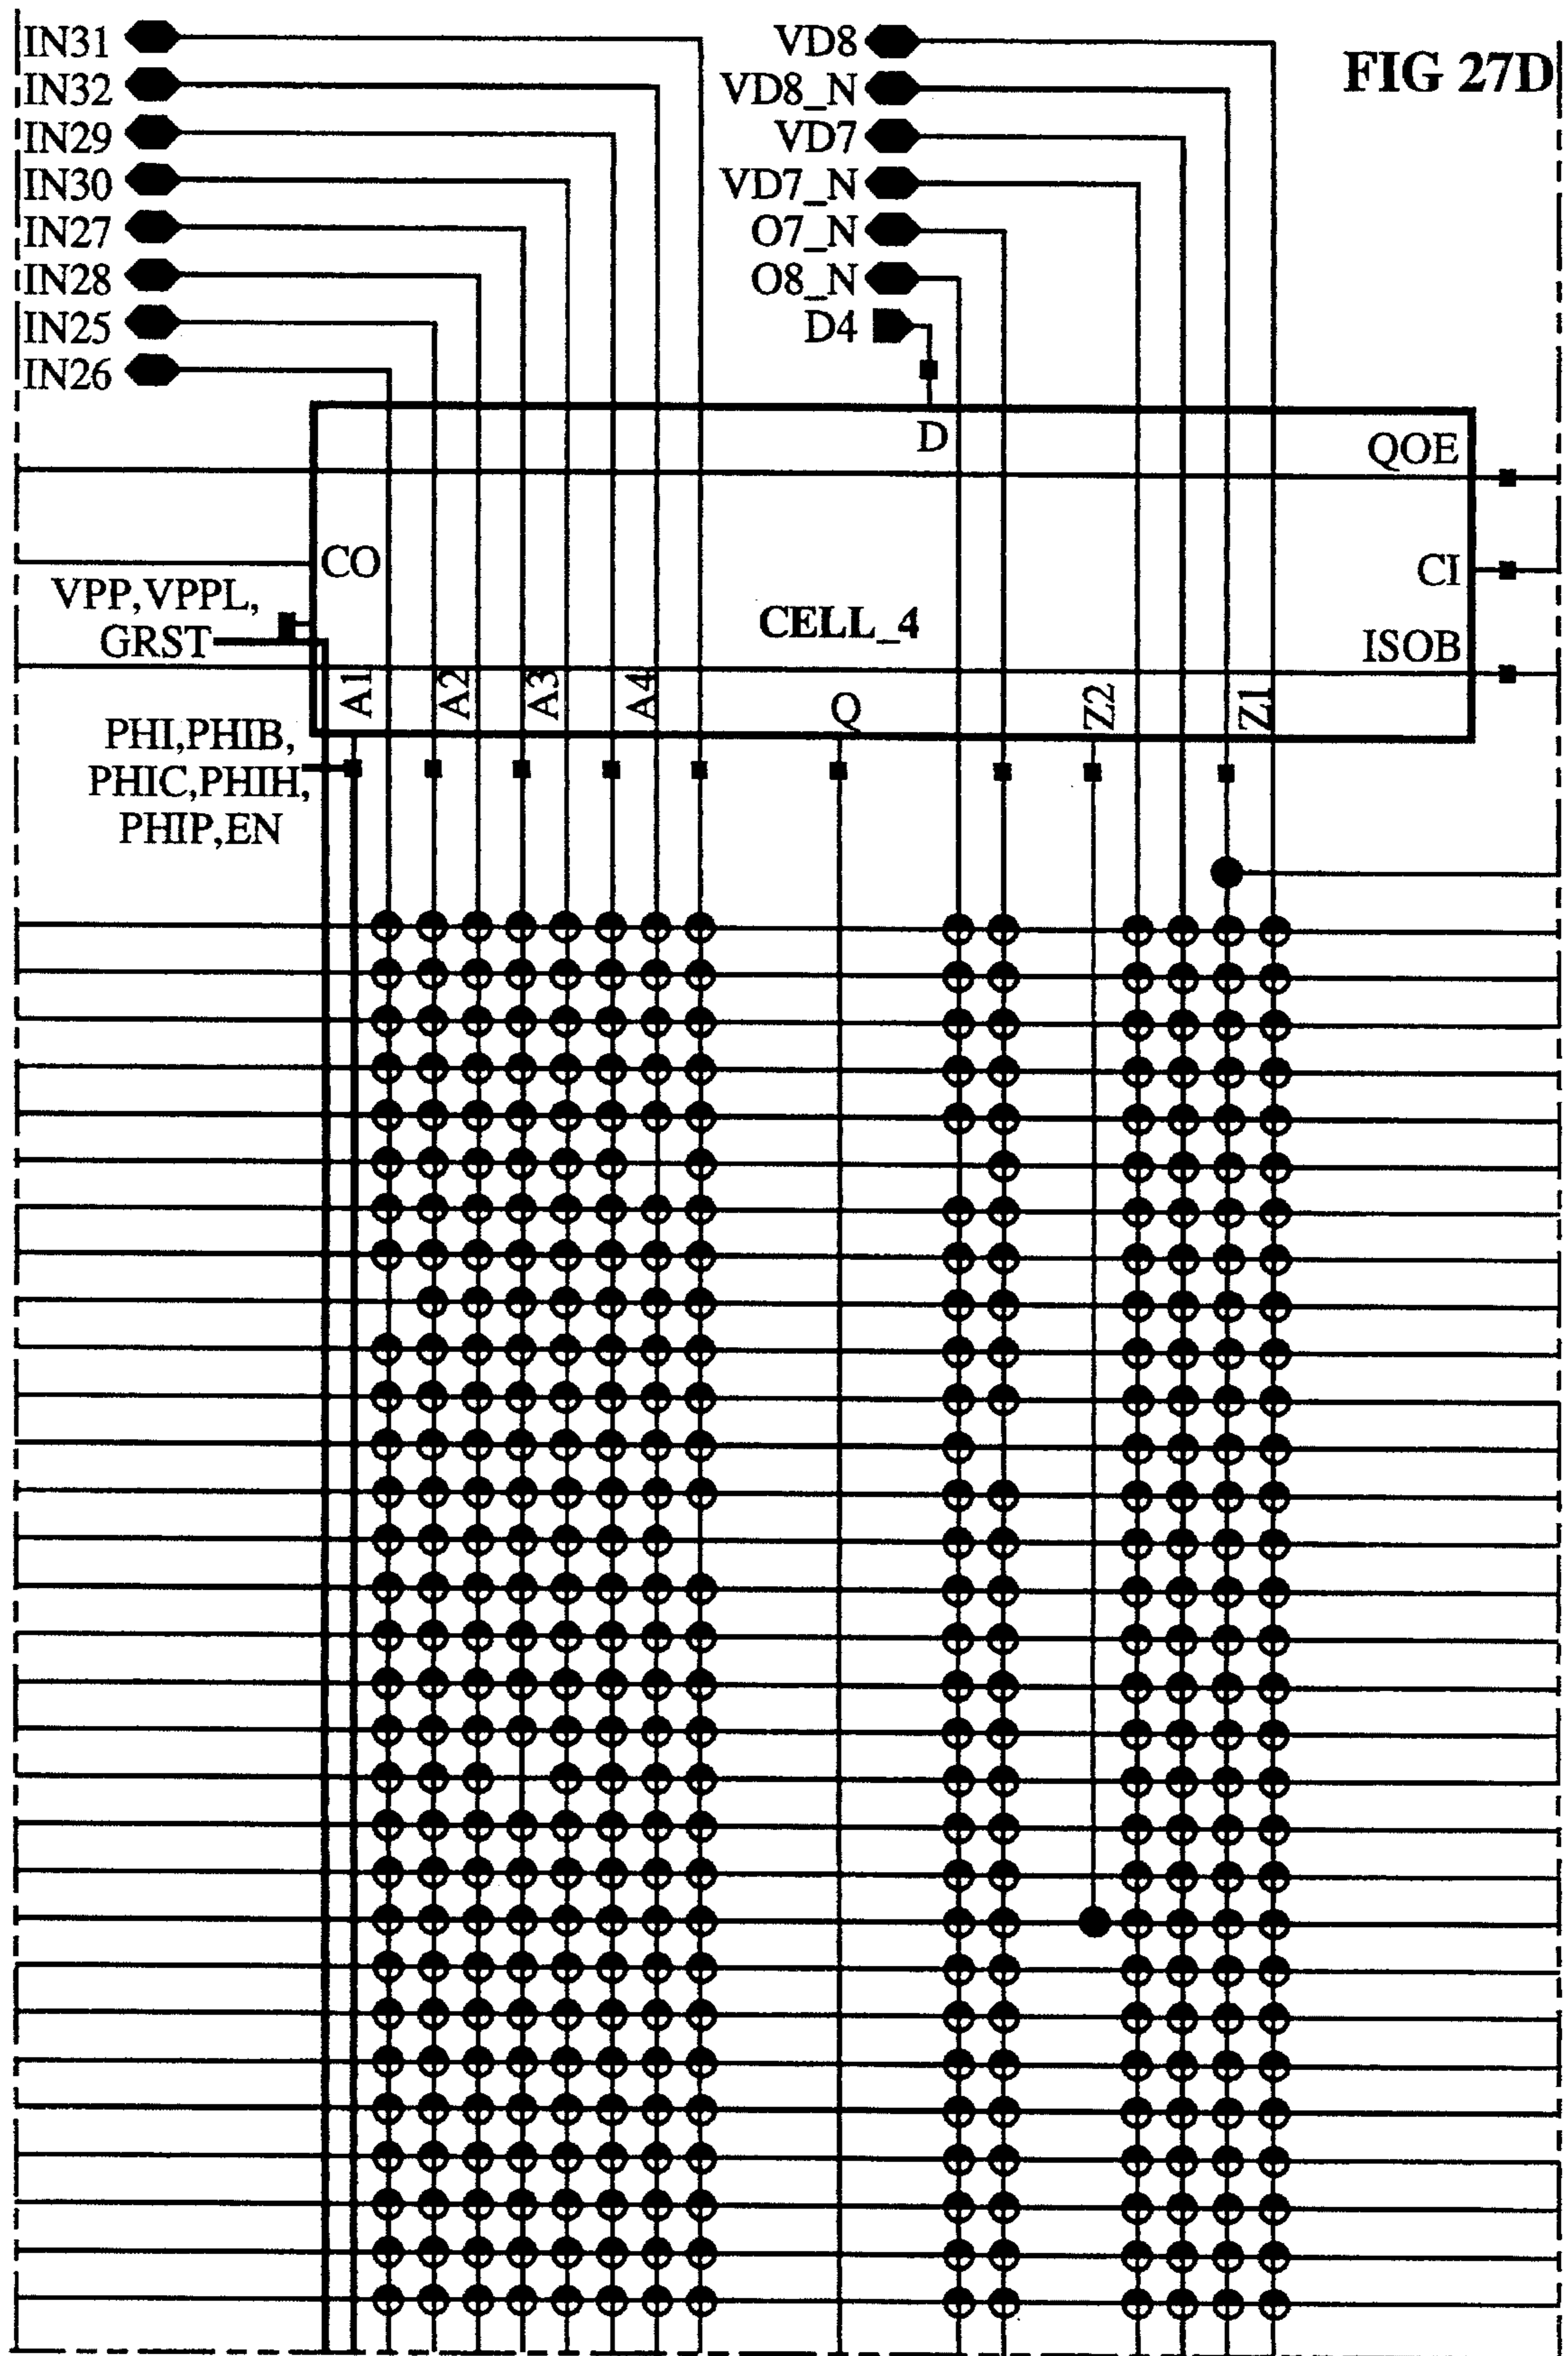 FIG 27D
IN31
IN32
IN29
IN30
IN27
IN28
IN25
IN26
VD8
VD8_N
VD7
VD7_N
O7_N
O8_N
D4
D
QOE
CO
CI
VPP,VPPL,
GRST
CELL_4
ISOB
A1
A2
A3
A4
Q
Z2
Z1
PHI,PHIB,
PHIC,PHIH,
PHIP,EN